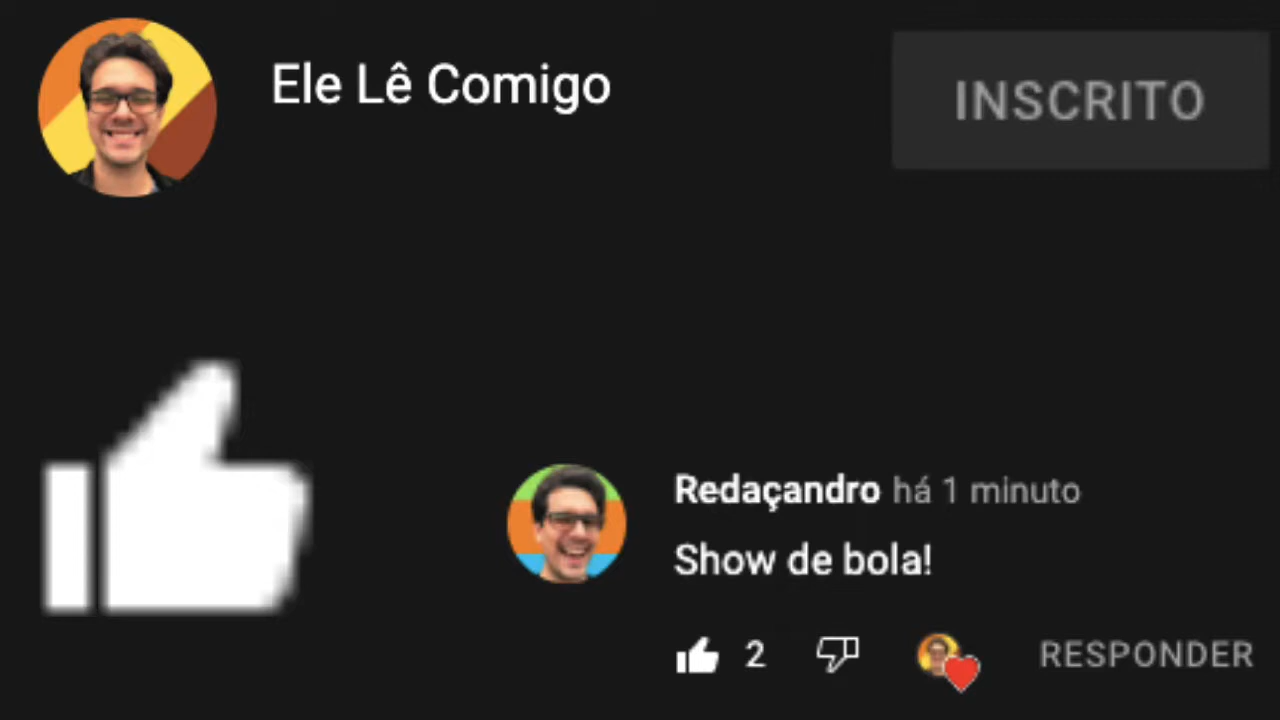 Ele Lê Comigo
INSCRITO
Redaçandro há 1 minuto
Show de bola!
2
RESPONDER